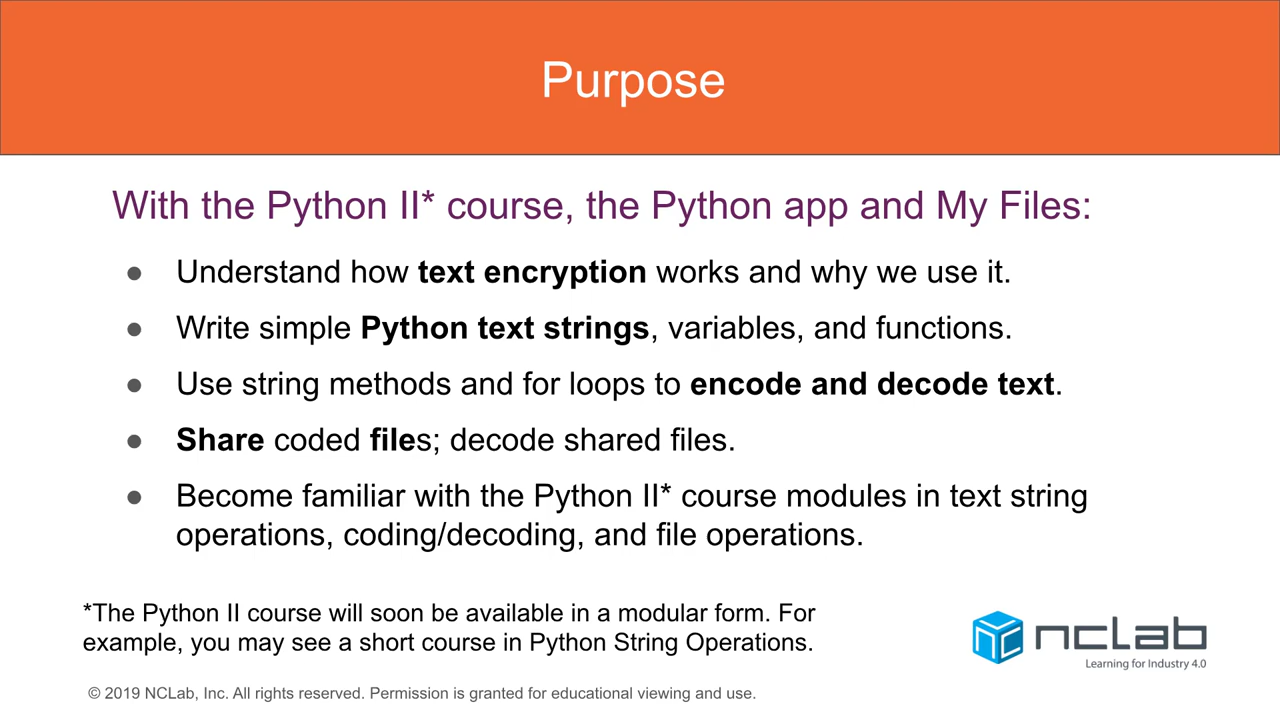 Purpose
With the Python II* course, the Python app and My Files:
● Understand how text encryption works and why we use it.
● Write simple Python text strings, variables, and functions.
● Use string methods and for loops to encode and decode text.
● Share coded files; decode shared files.
● Become familiar with the Python II* course modules in text string
operations, coding/decoding, and file operations.
*The Python II course will soon be available in a modular form. For
example, you may see a short course in Python String Operations.
nclab
Learning for Industry 4.0
© 2019 NCLab, Inc. All rights reserved. Permission is granted for educational viewing and use.